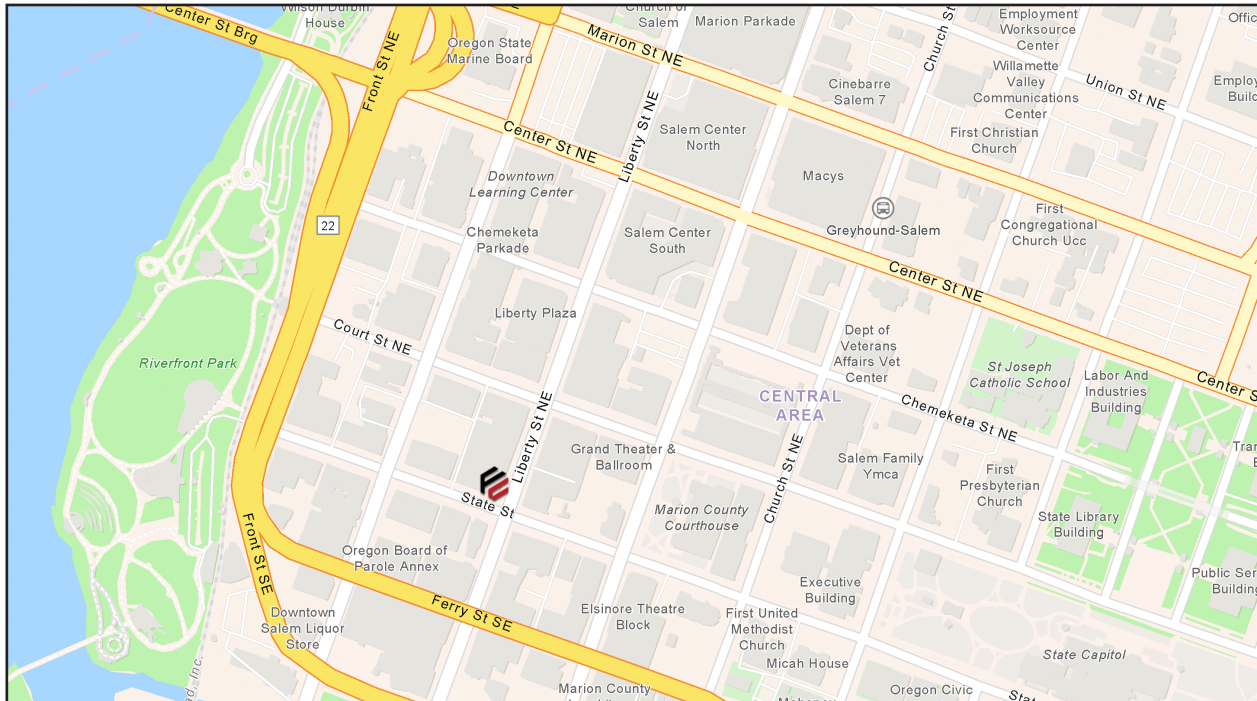 Wilson Durbin
House
Center St Brg
Front St NE
Oregon State
Marine Board
Church of
Salem
Marion Parkade
Marion St NE
Church St
Employment
Worksource
Center
Willamette
Valley
Communications
Center
Union St NE
Cinebarre
Salem 7
First Christian
Church
Center St NE
Liberty St NE
Salem Center
North
Macys
Downtown
Learning Center
Greyhound-Salem
First
Congregational
Church Ucc
22
Chemeketa
Parkade
Salem Center
South
Center St NE
Liberty Plaza
Court St NE
Riverfront Park
Dept of
Veterans
Affairs Vet
Center
St Joseph
Catholic School
Labor And
Industries
Building
Center S
CENTRAL
AREA
Chemeketa St NE
Liberty St NE
Grand Theater &
Ballroom
Church St NE
Salem Family
Ymca
First
Presbyterian
Church
State St
Marion County
Courthouse
State Library
Building
Front St SE
Oregon Board of
Parole Annex
Executive
Building
Public Ser
Building
Ferry St SE
Downtown
Salem Liquor
Store
Elsinore Theatre
Block
First United
Methodist
Church
Micah House
State Capitol
Marion County
Oregon Civic
ad, Inc.